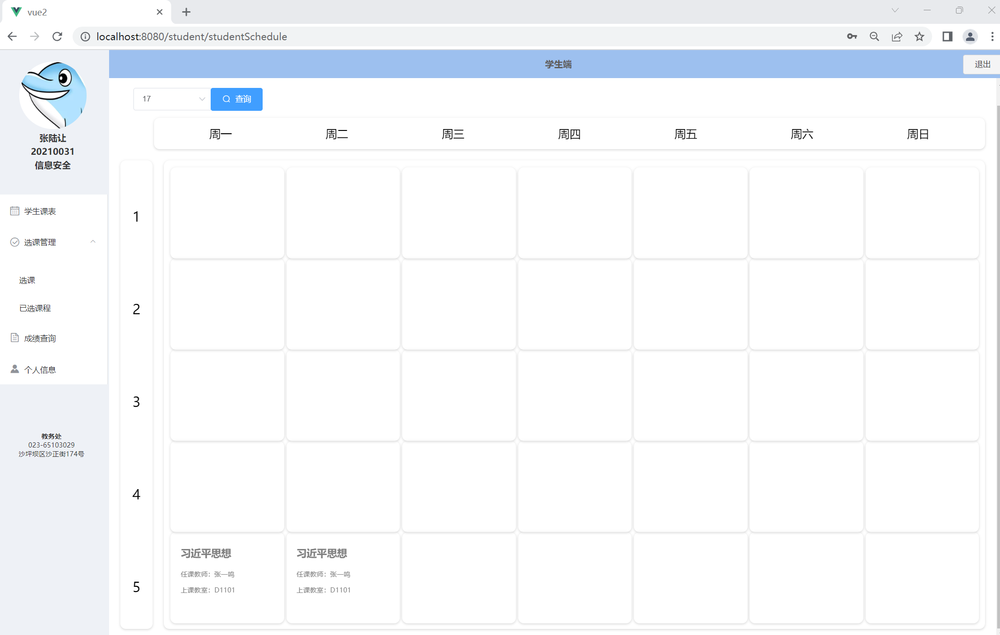 vue2
localhost:8080/student/studentSchedule
学生端
退出
张陆让
20210031
信息安全
学生课表
选课管理
选课
已选课程
成绩查询
个人信息
教务处
023-65103029
沙坪坝区沙正街174号
17
查询
周一 周二 周三 周四 周五 周六 周日
1
2
3
4
5
习近平思想
任课教师：张一鸣
上课教室：D1101
习近平思想
任课教师：张一鸣
上课教室：D1101